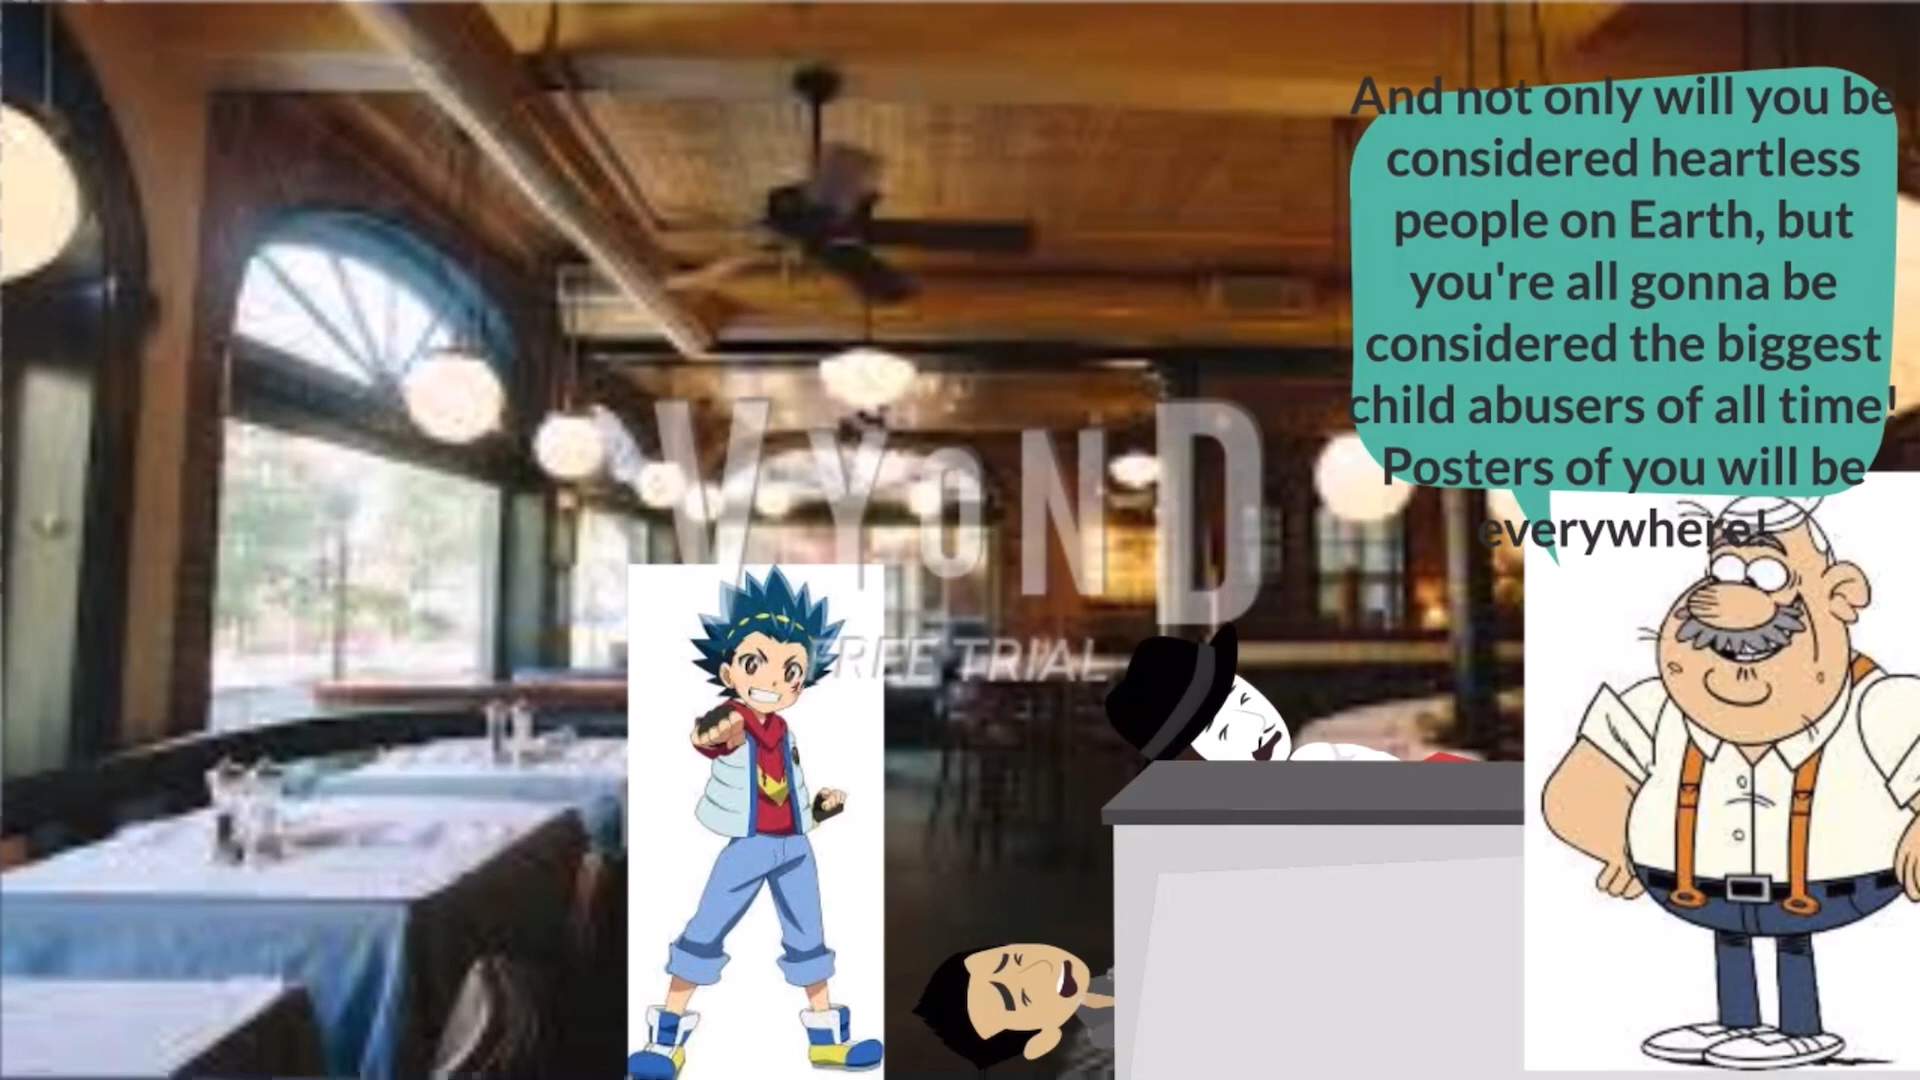 And not only will you be
considered heartless
people on Earth, but
you're all gonna be
considered the biggest
child abusers of all time!
Posters of you will be
everywhere!
VYOND
FREE TRIAL